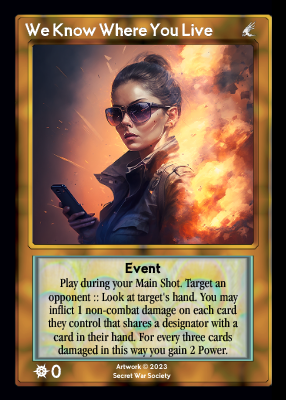 We Know Where You Live
Event
Play during your Main Shot. Target an
opponent :: Look at target's hand. You may
inflict 1 non-combat damage on each card
they control that shares a designator with a
card in their hand. For every three cards
damaged in this way you gain 2 Power.
0
Artwork © 2023
Secret War Society